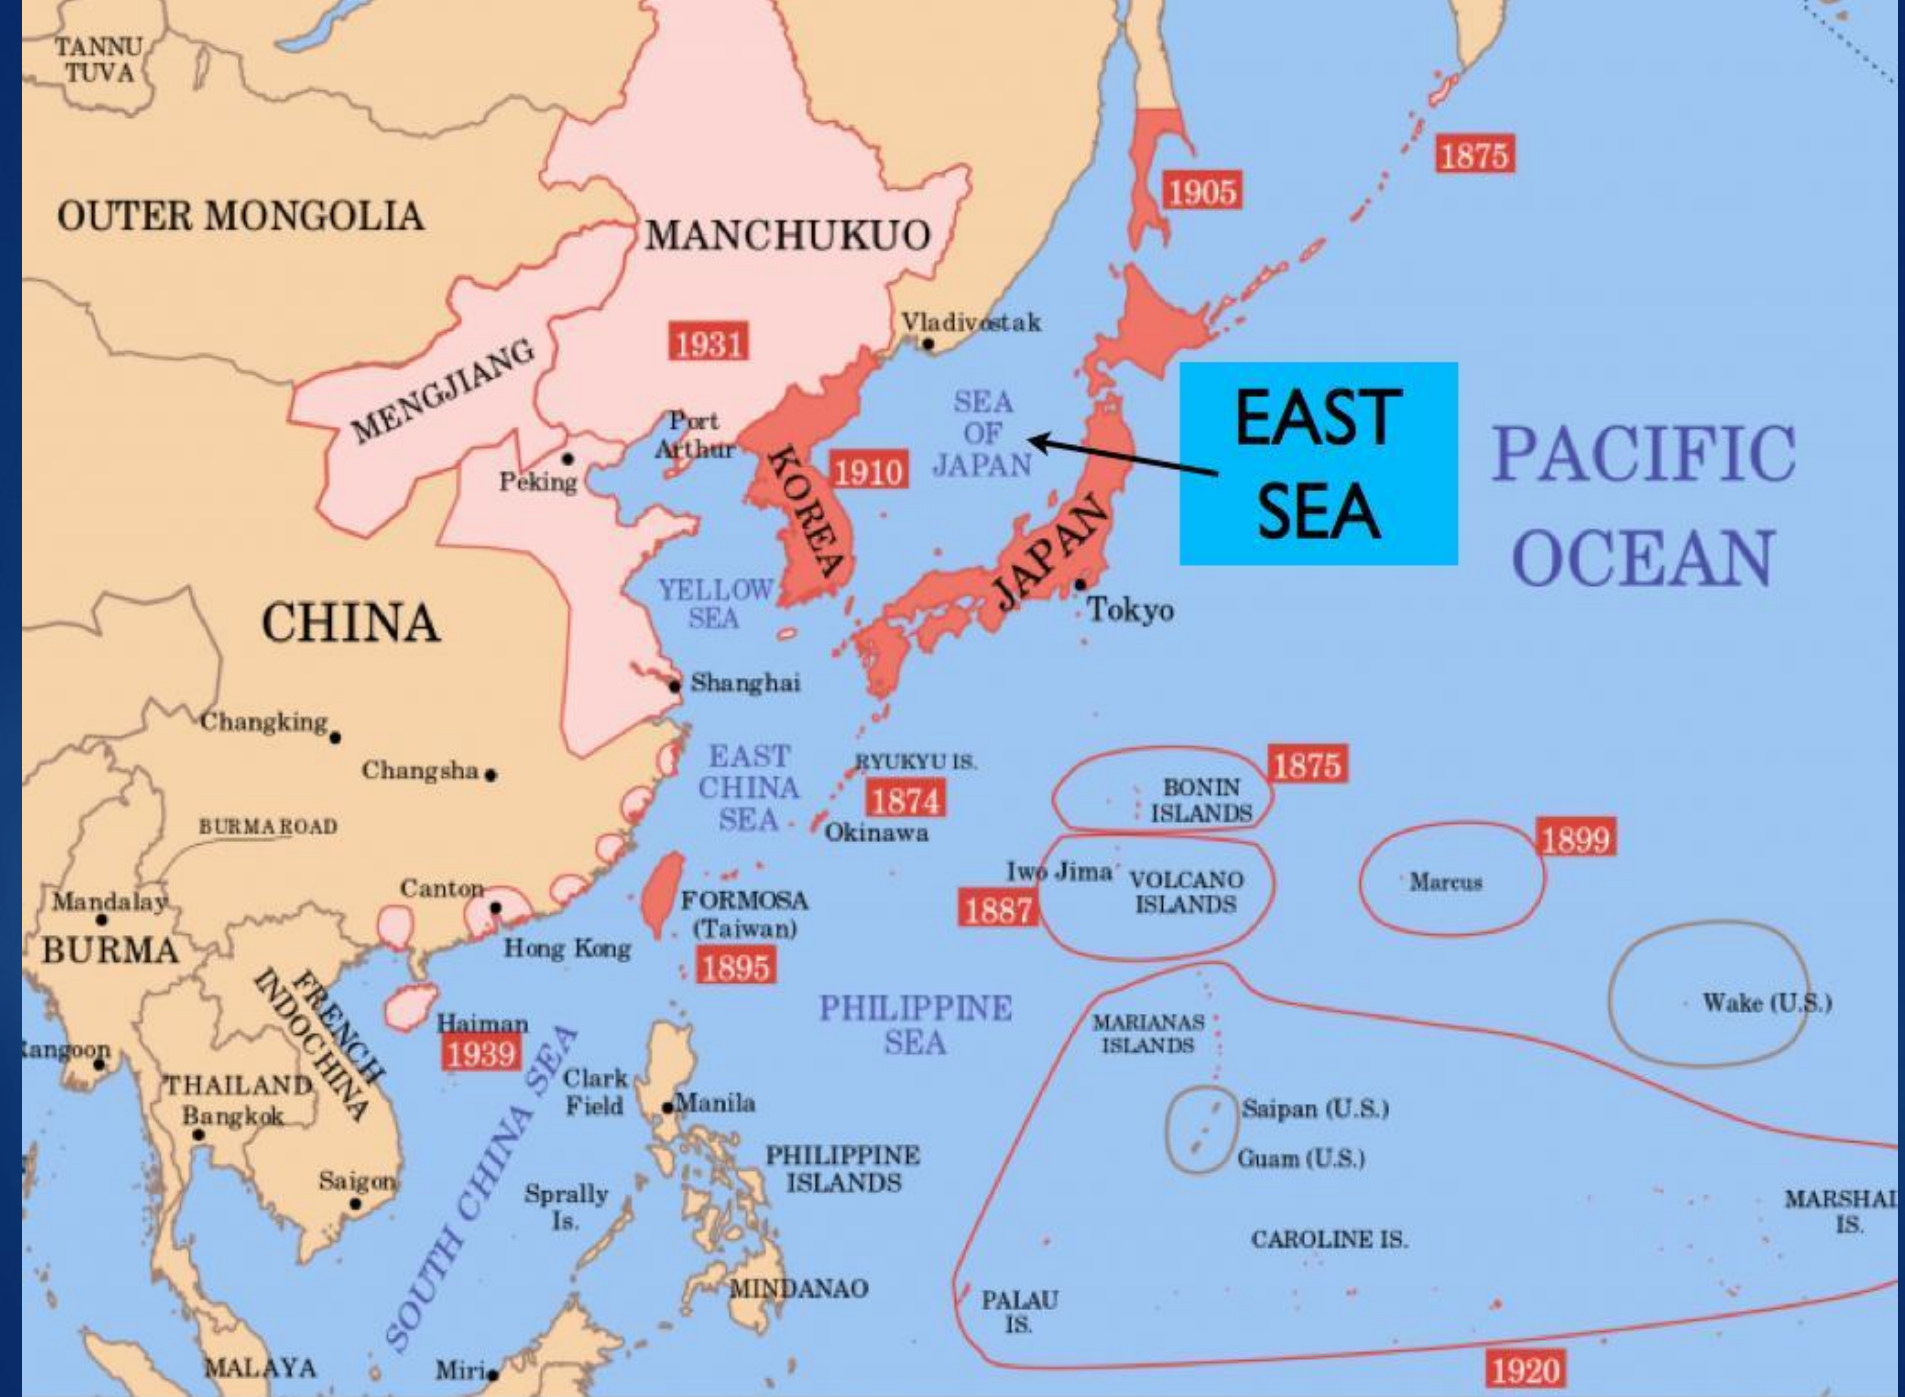 TANNU
TUVA
1875
1905
OUTER MONGOLIA
MANCHUKUO
Vladivostak
1931
MENGJIANG
EAST
SEA
SEA
OF
JAPAN
Port
Arthur
PACIFIC
OCEAN
1910
KOREA
Peking
JAPAN
YELLOW
SEA
Tokyo
CHINA
Shanghai
Changking
EAST
CHINA
SEA
RYUKYU IS.
1874
Okinawa
1875
BONIN
ISLANDS
Changsha
BURMA ROAD
1899
Iwo Jima
VOLCANO
ISLANDS
1887
Marcus
Canton
Mandalay
FORMOSA
(Taiwan)
1895
BURMA
Hong Kong
FRENCH
INDOCHINA
PHILIPPINE
SEA
Wake (U.S.)
Haiman
1939
MARIANAS
ISLANDS
angoon
THAILAND
Bangkok
SOUTH CHINA SEA
Clark
Field
Manila
Saipan (U.S.)
Guam (U.S.)
PHILIPPINE
ISLANDS
Saigon
Sprally
Is.
MARSHAL
IS.
CAROLINE IS.
MINDANAO
PALAU
IS.
MALAYA
Miri
1920